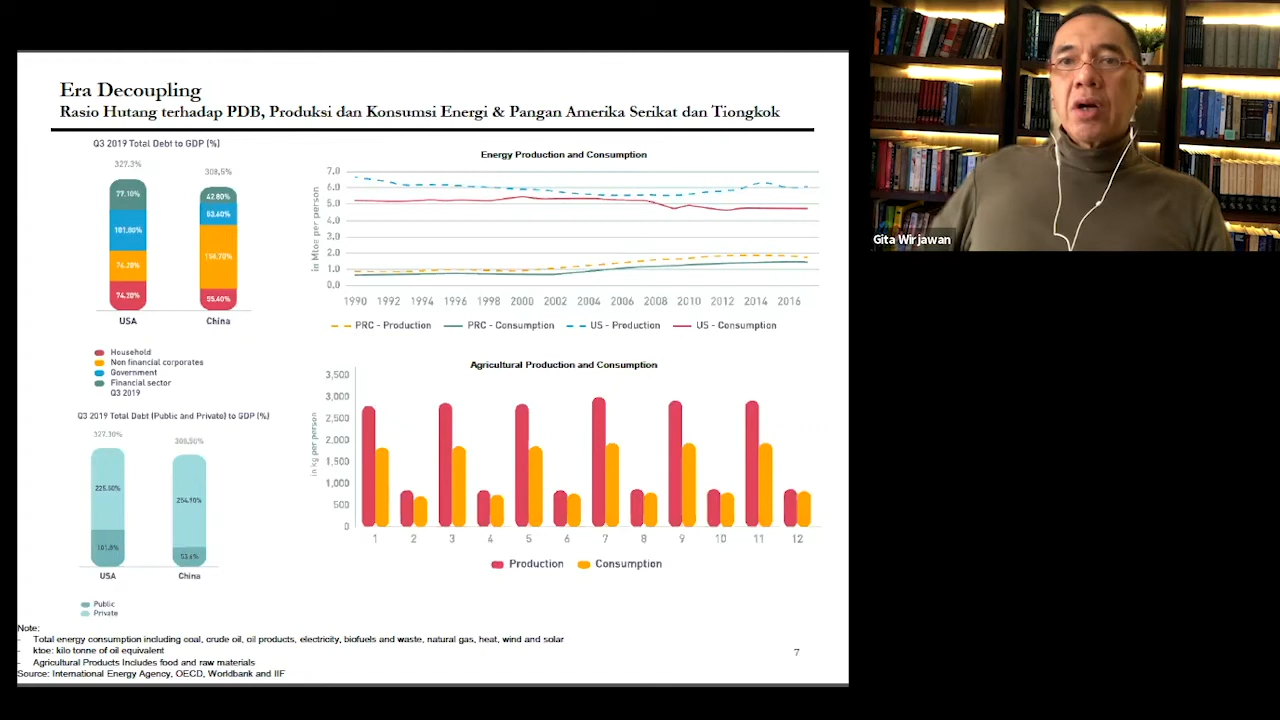 Era Decoupling
Rasio Hutang terhadap PDB, Produksi dan Konsumsi Energi & Pangan Amerika Serikat dan Tiongkok
Q3 2019 Total Debt to GDP (%)
327.3%
308,5%
77.10%
42.80%
101,80%
53.60%
74.20%
156,70%
74.20%
55.40%
USA
China
Household
Non financial corporates
Government
Financial sector
Q3 2019
Q3 2019 Total Debt (Public and Private) to GDP (%)
327.30%
308,50%
225.50%
254.90%
101,8%
53,6%
USA
China
Public
Private
Energy Production and Consumption
in Mtoe per person
7.0
6.0
5.0
4.0
3.0
2.0
1.0
0.0
1990 1992 1994 1996 1998 2000 2002 2004 2006 2008 2010 2012 2014 2016
PRC - Production
PRC - Consumption
US - Production
US - Consumption
Agricultural Production and Consumption
in kg per person
3,500
3,000
2,500
2,000
1,500
1,000
500
0
1 2 3 4 5 6 7 8 9 10 11 12
Production
Consumption
Note:
- Total energy consumption including coal, crude oil, oil products, electricity, biofuels and waste, natural gas, heat, wind and solar
- ktoe: kilo tonne of oil equivalent
- Agricultural Products Includes food and raw materials
Source: International Energy Agency, OECD, Worldbank and IIF
7
Gita Wirjawan